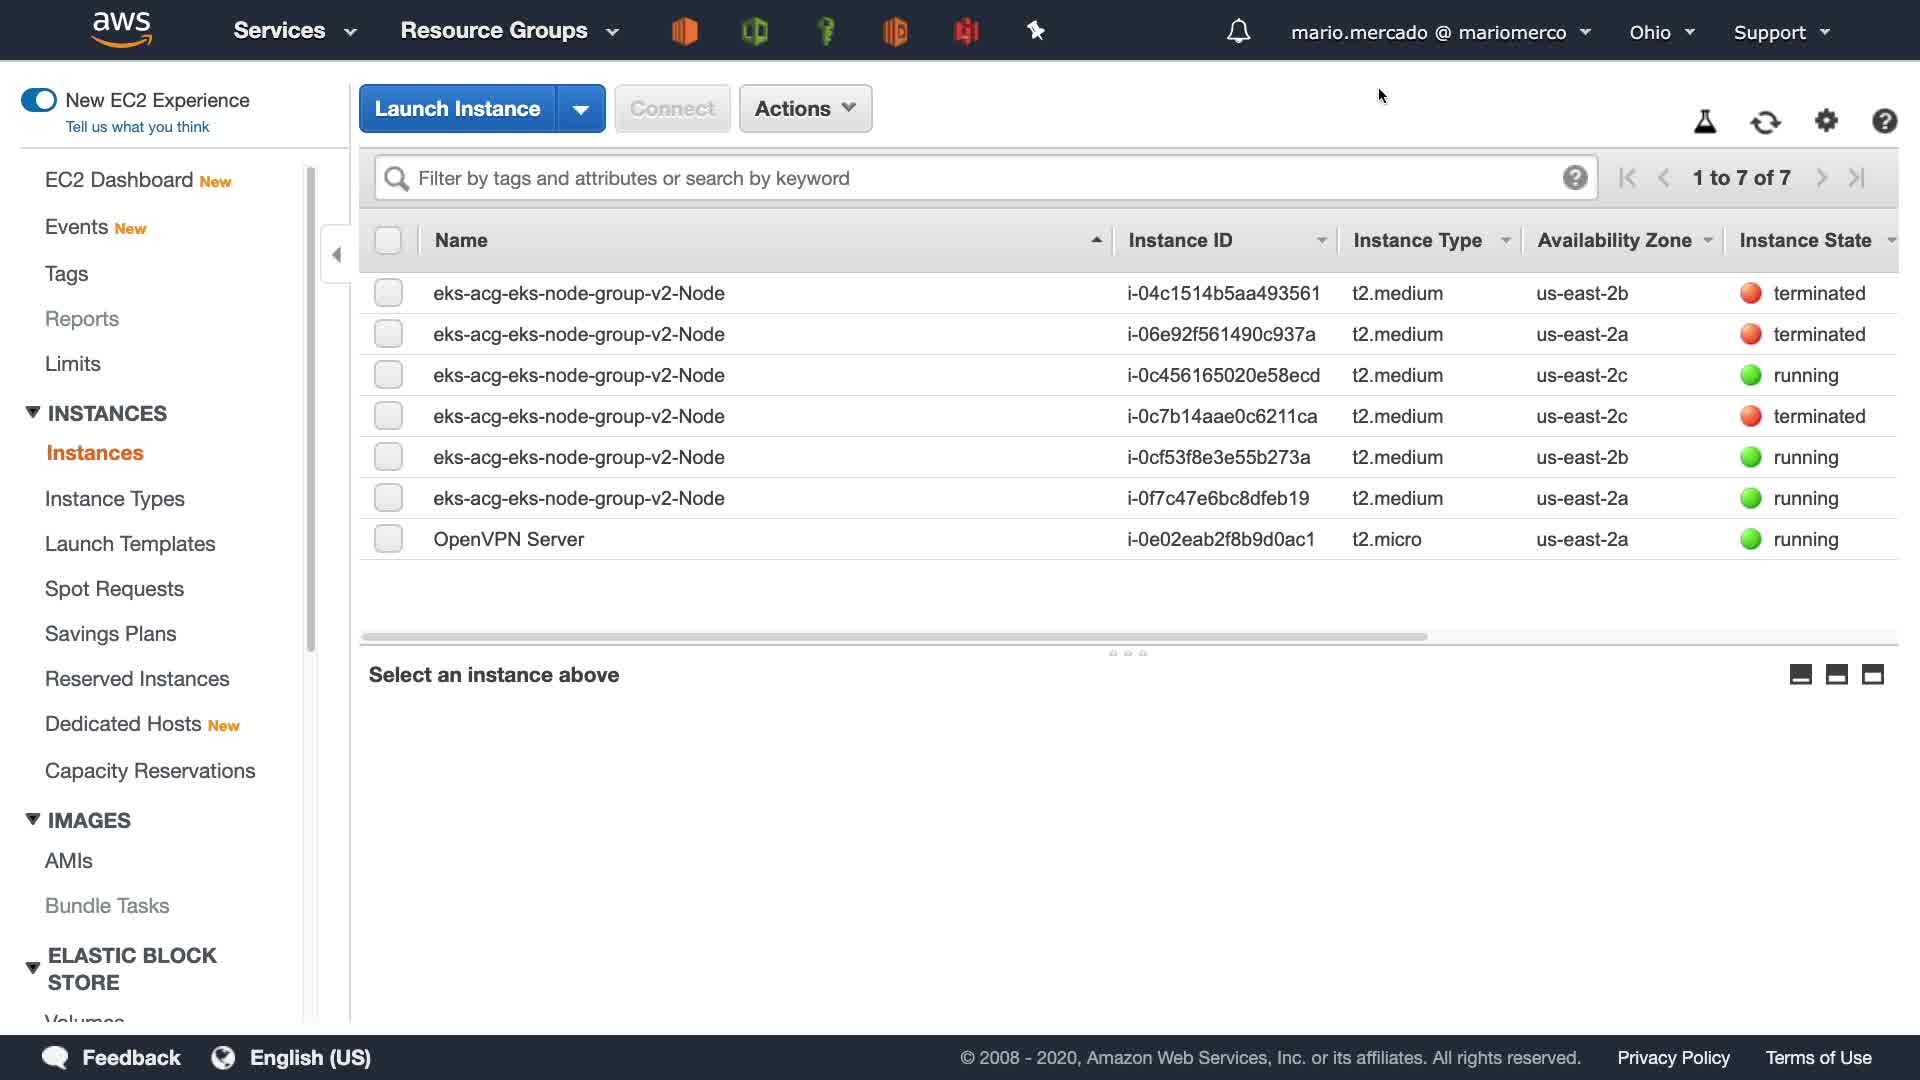 aws
Services
Resource Groups
mario.mercado @ mariomerco
Ohio
Support
New EC2 Experience
Tell us what you think
EC2 Dashboard New
Events New
Tags
Reports
Limits
INSTANCES
Instances
Instance Types
Launch Templates
Spot Requests
Savings Plans
Reserved Instances
Dedicated Hosts New
Capacity Reservations
IMAGES
AMIs
Bundle Tasks
ELASTIC BLOCK
STORE
Volumes
Launch Instance
Connect
Actions
Filter by tags and attributes or search by keyword
1 to 7 of 7
Name Instance ID Instance Type Availability Zone Instance State
eks-acg-eks-node-group-v2-Node i-04c1514b5aa493561 t2.medium us-east-2b terminated
eks-acg-eks-node-group-v2-Node i-06e92f561490c937a t2.medium us-east-2a terminated
eks-acg-eks-node-group-v2-Node i-0c456165020e58ecd t2.medium us-east-2c running
eks-acg-eks-node-group-v2-Node i-0c7b14aae0c6211ca t2.medium us-east-2c terminated
eks-acg-eks-node-group-v2-Node i-0cf53f8e3e55b273a t2.medium us-east-2b running
eks-acg-eks-node-group-v2-Node i-0f7c47e6bc8dfeb19 t2.medium us-east-2a running
OpenVPN Server i-0e02eab2f8b9d0ac1 t2.micro us-east-2a running
Select an instance above
Feedback
English (US)
© 2008 - 2020, Amazon Web Services, Inc. or its affiliates. All rights reserved.
Privacy Policy
Terms of Use